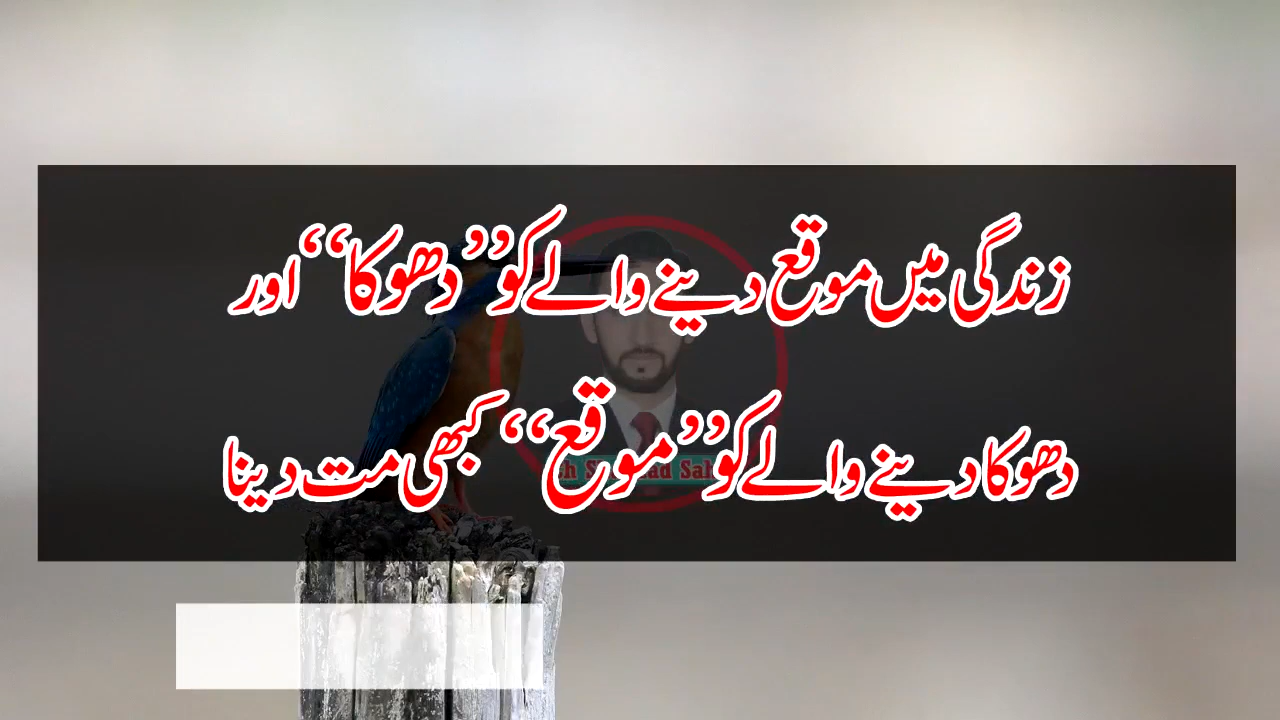 زندگی میں موقع دینے والے کو’’دھوکا‘‘اور
دھوکا دینے والے کو’’موقع‘‘ کبھی مت دینا